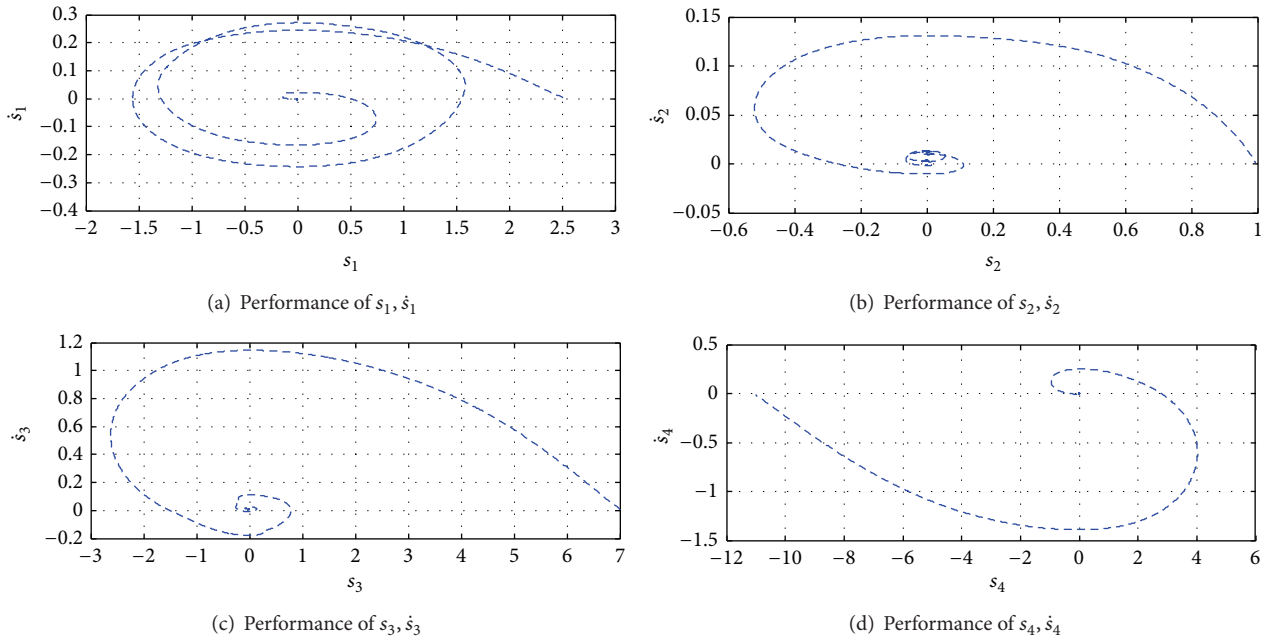 0.3
0.2
0.1
0
−0.1
−0.2
0.3
0.4
ṡ₁
−2 −1.5 −1 −0.5 0 0.5 1 1.5 2 2.5 3
s₁
(a) Performance of s₁, ṡ₁
0.15
0.1
0.05
0
−0.05
ṡ₂
−0.6 −0.4 −0.2 0 0.2 0.4 0.6 0.8 1
s₂
(b) Performance of s₂, ṡ₂
1.2
1
0.8
0.6
0.4
0.2
0
−0.2
ṡ₃
−3 −2 −1 0 1 2 3 4 5 6 7
s₃
(c) Performance of s₃, ṡ₃
0.5
0
−0.5
−1
−1.5
ṡ₄
−12 −10 −8 −6 −4 −2 0 2 4 6
s₄
(d) Performance of s₄, ṡ₄